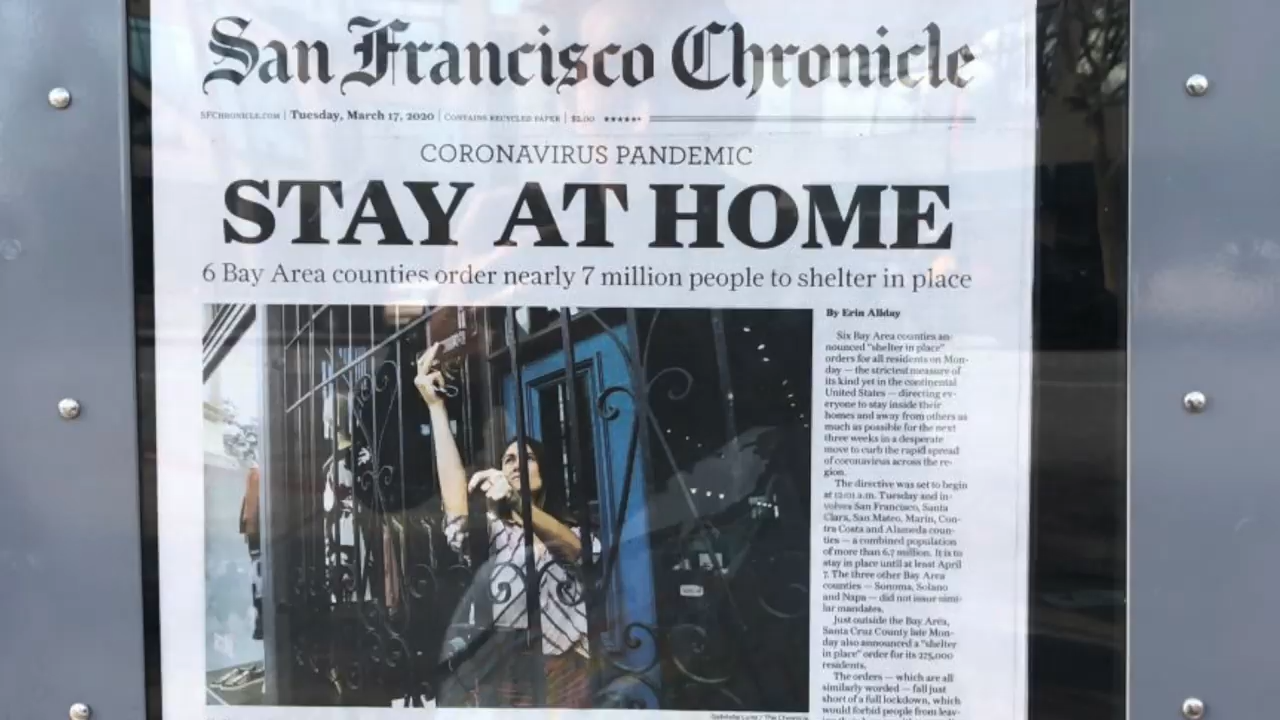 San Francisco Chronicle
SFCHRONICLE.COM | Tuesday, March 17, 2020 | CONTAINS RECYCLED PAPER | $2.00 ★★★★★★
CORONAVIRUS PANDEMIC
STAY AT HOME
6 Bay Area counties order nearly 7 million people to shelter in place
By Erin Allday
Six Bay Area counties an-
nounced "shelter in place"
orders for all residents on Mon-
day — the strictest measure of
its kind yet in the continental
United States — directing ev-
eryone to stay inside their
homes and away from others as
much as possible for the next
three weeks in a desperate
move to curb the rapid spread
of coronavirus across the re-
gion.
The directive was set to begin
at 12:01 a.m. Tuesday and in-
volves San Francisco, Santa
Clara, San Mateo, Marin, Con-
tra Costa and Alameda coun-
ties — a combined population
of more than 6.7 million. It is to
stay in place until at least April
7. The three other Bay Area
counties — Sonoma, Solano
and Napa — did not issue simi-
lar mandates.
Just outside the Bay Area,
Santa Cruz County late Mon-
day also announced a "shelter
in place" order for its 275,000
residents.
The orders — which are all
similarly worded — fall just
short of a full lockdown, which
would forbid people from leav-
/ The Chronicle